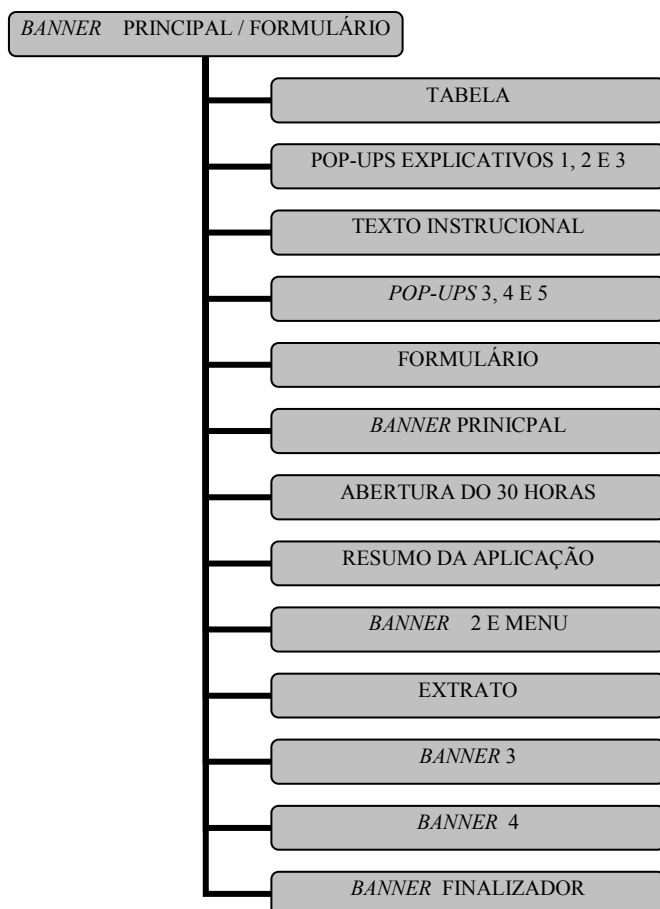 BANNER PRINCIPAL / FORMULÁRIO
TABELA
POP-UPS EXPLICATIVOS 1, 2 E 3
TEXTO INSTRUCIONAL
POP-UPS 3, 4 E 5
FORMULÁRIO
BANNER PRINICPAL
ABERTURA DO 30 HORAS
RESUMO DA APLICAÇÃO
BANNER 2 E MENU
EXTRATO
BANNER 3
BANNER 4
BANNER FINALIZADOR